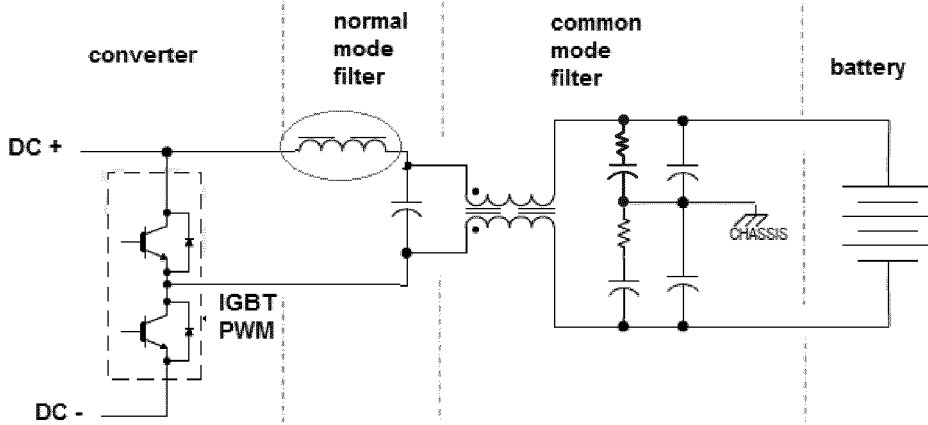 converter
normal
mode
filter
common
mode
filter
battery
DC +
CHASSIS
IGBT
PWM
DC -